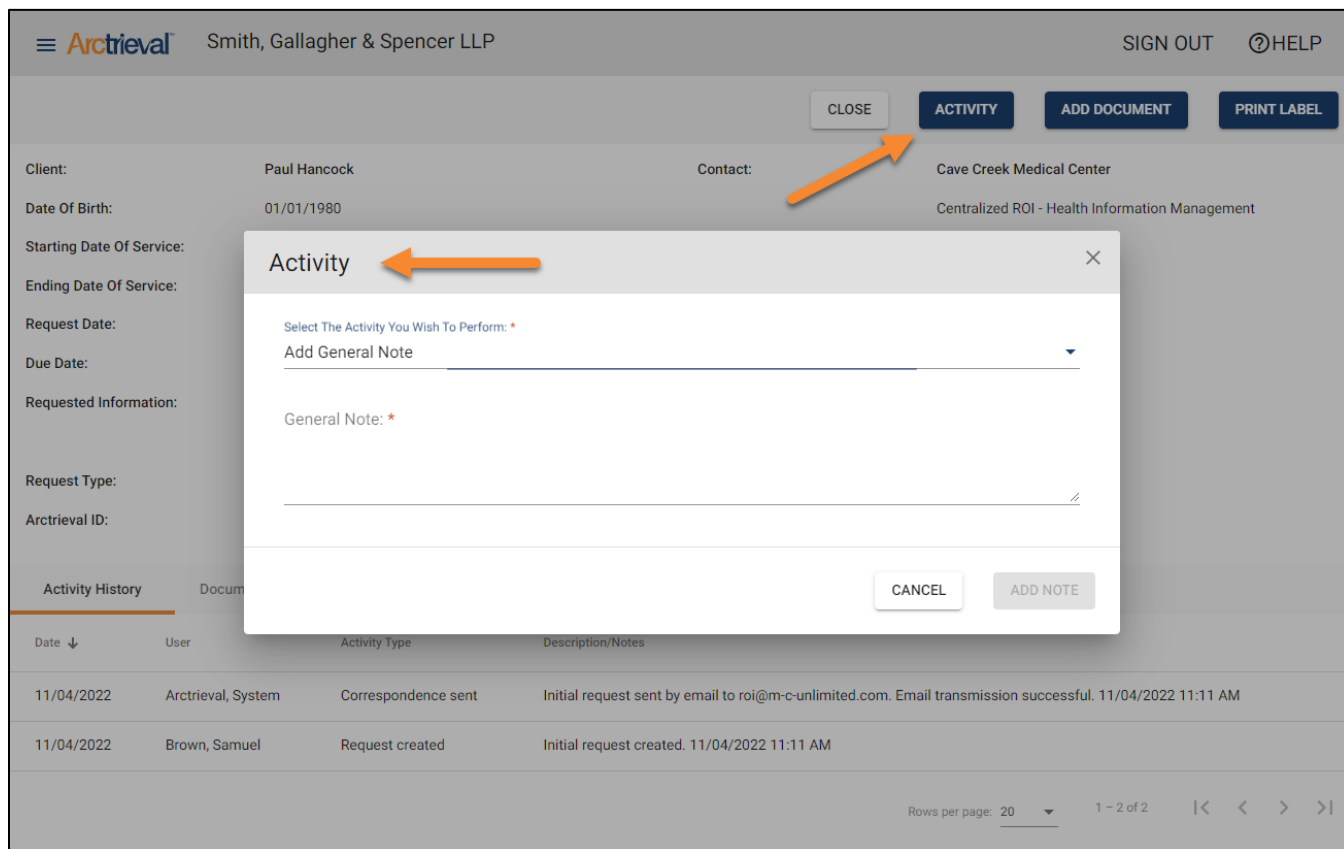 Arctrieval™ Smith, Gallagher & Spencer LLP SIGN OUT ?HELP
CLOSE ACTIVITY ADD DOCUMENT PRINT LABEL
Client: Paul Hancock Contact: Cave Creek Medical Center
Date Of Birth: 01/01/1980 Centralized ROI - Health Information Management
Starting Date Of Service:
Ending Date Of Service:
Request Date:
Due Date:
Requested Information:
Request Type:
Arctrieval ID:
Activity
Select The Activity You Wish To Perform: *
Add General Note
General Note: *
CANCEL ADD NOTE
Activity History Docum
Date User Activity Type Description/Notes
11/04/2022 Arctrieval, System Correspondence sent Initial request sent by email to roi@m-c-unlimited.com. Email transmission successful. 11/04/2022 11:11 AM
11/04/2022 Brown, Samuel Request created Initial request created. 11/04/2022 11:11 AM
Rows per page: 20 1 – 2 of 2